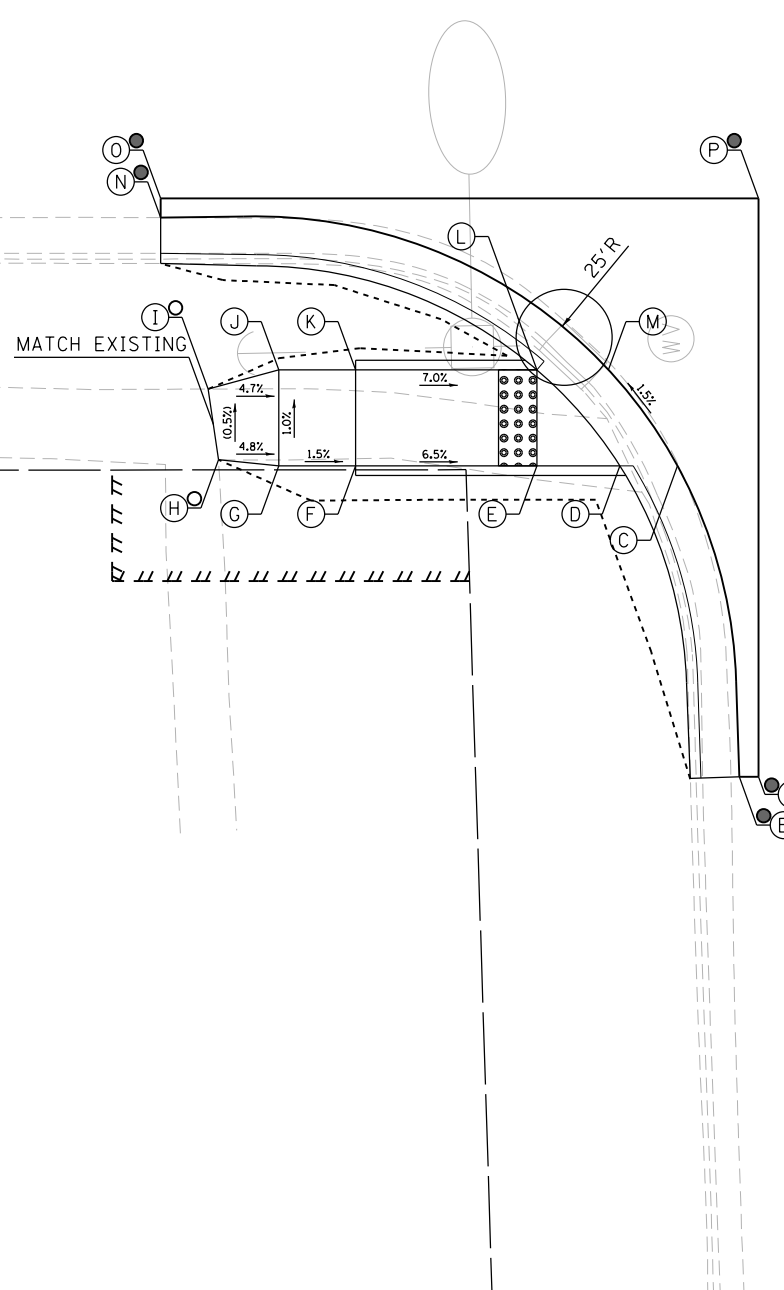 O
P
N
L
25'R
I
J
K
M
W
MATCH EXISTING
7.0%
4.7%
1.5%
(0.5%)
1.0%
4.8%
1.5%
6.5%
H
G
F
E
D
C